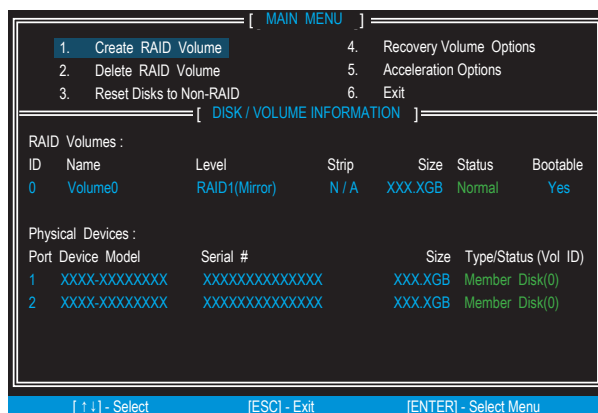 [ MAIN MENU ]
1. Create RAID Volume 4. Recovery Volume Options
2. Delete RAID Volume 5. Acceleration Options
3. Reset Disks to Non-RAID 6. Exit
[ DISK / VOLUME INFORMATION ]
RAID Volumes :
ID Name Level Strip Size Status Bootable
0 Volume0 RAID1(Mirror) N / A XXX.XGB Normal Yes
Physical Devices :
Port Device Model Serial # Size Type/Status (Vol ID)
1 XXXX-XXXXXXXX XXXXXXXXXXXXXX XXX.XGB Member Disk(0)
2 XXXX-XXXXXXXX XXXXXXXXXXXXXX XXX.XGB Member Disk(0)
[ ↑↓] - Select [ESC] - Exit [ENTER] - Select Menu